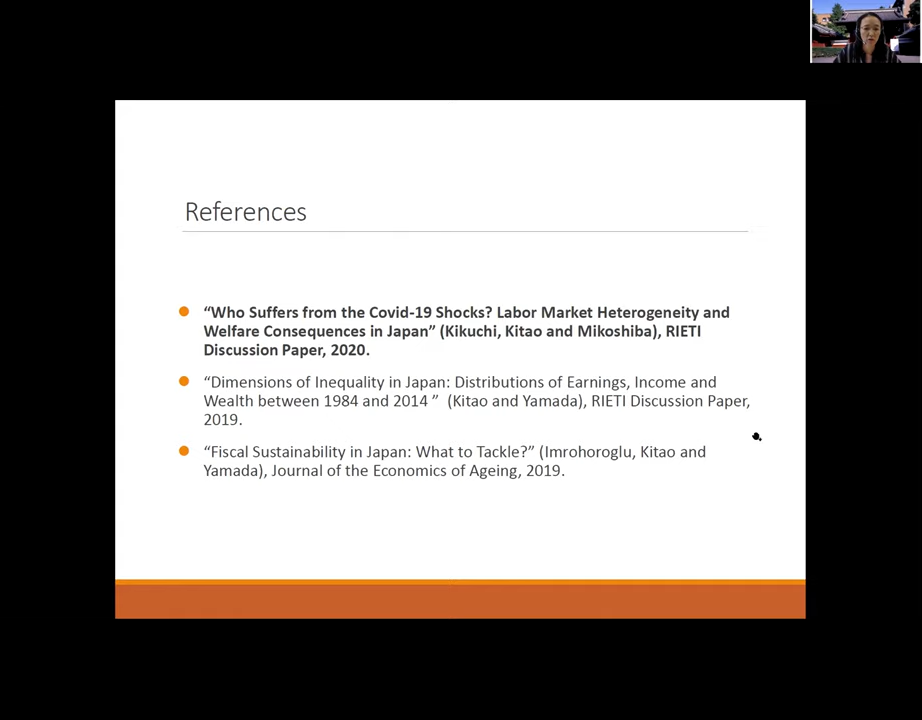 References
“Who Suffers from the Covid-19 Shocks? Labor Market Heterogeneity and
Welfare Consequences in Japan” (Kikuchi, Kitao and Mikoshiba), RIETI
Discussion Paper, 2020.
“Dimensions of Inequality in Japan: Distributions of Earnings, Income and
Wealth between 1984 and 2014 ” (Kitao and Yamada), RIETI Discussion Paper,
2019.
“Fiscal Sustainability in Japan: What to Tackle?” (Imrohoroglu, Kitao and
Yamada), Journal of the Economics of Ageing, 2019.